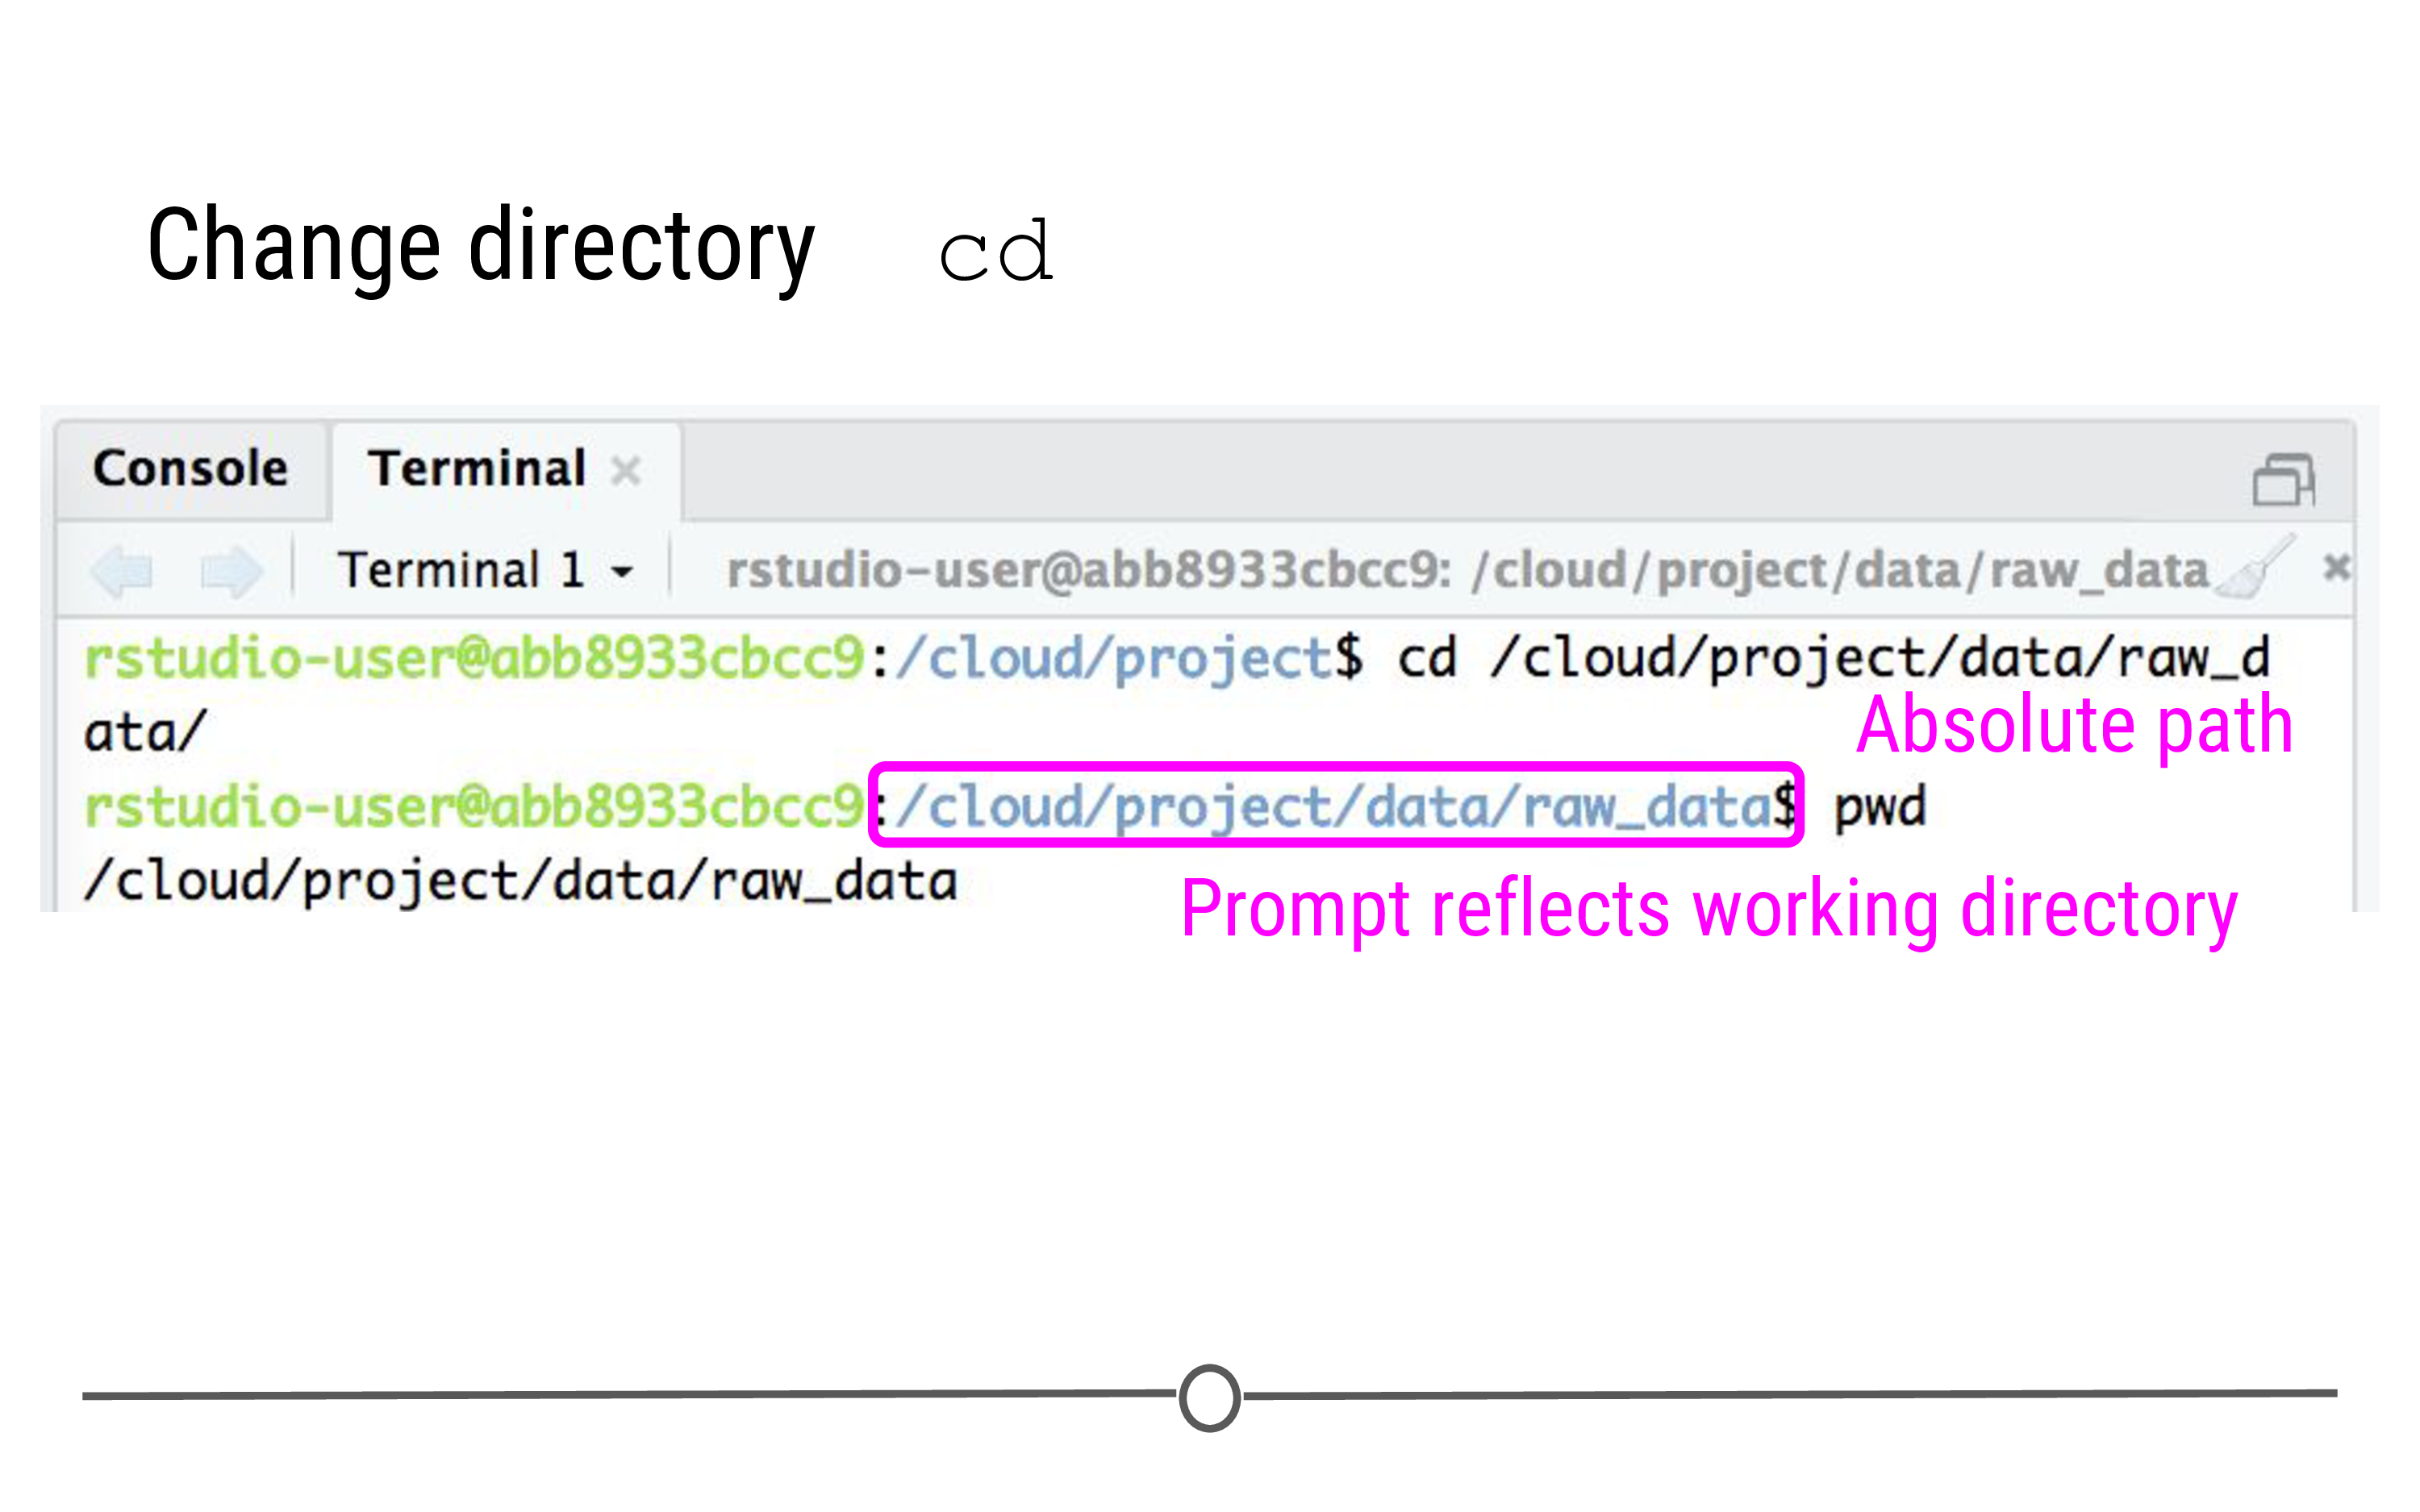 Change directory cd
Console Terminal
Terminal 1 rstudio-user@abb8933cbcc9: /cloud/project/data/raw_data
rstudio-user@abb8933cbcc9:/cloud/project$ cd /cloud/project/data/raw_d
ata/
Absolute path
rstudio-user@abb8933cbcc9:/cloud/project/data/raw_data$ pwd
/cloud/project/data/raw_data
Prompt reflects working directory